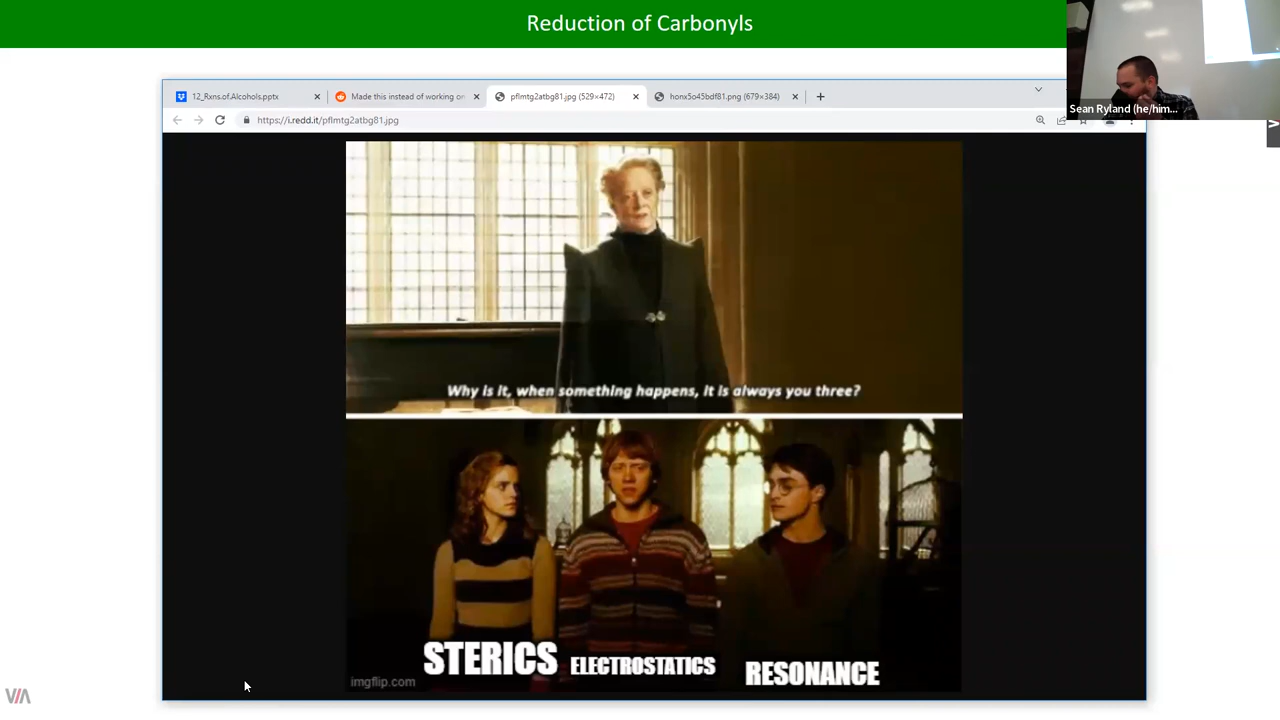 Reduction of Carbonyls
12_Rxns.of.Alcohols.pptx
Made this instead of working on
pflmtg2atbg81.jpg (529×472)
honx5o45bdf81.png (679×384)
https://i.redd.it/pflmtg2atbg81.jpg
Sean Ryland (he/him...
Why is it, when something happens, it is always you three?
STERICS
ELECTROSTATICS
RESONANCE
imgflip.com
VIA